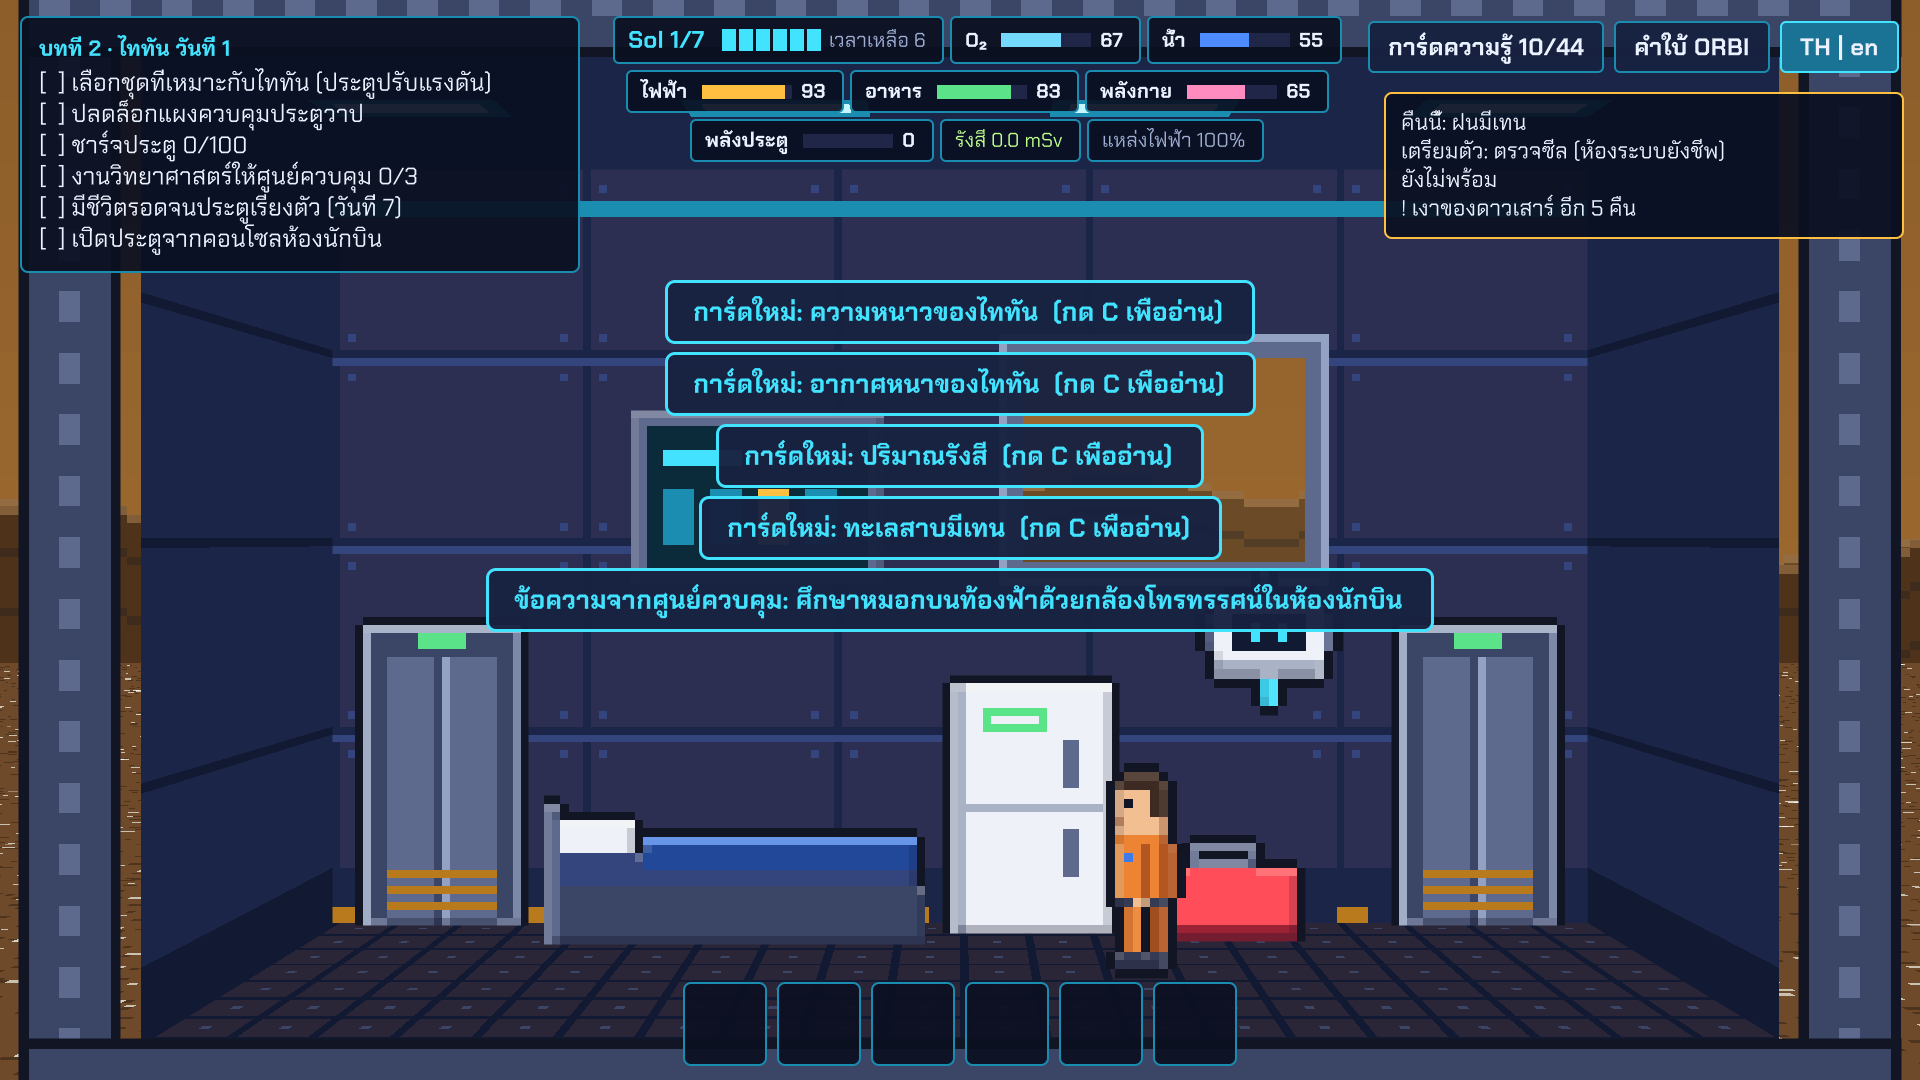 บทที่ 2 · ไททัน วันที่ 1
[ ] เลือกชุดที่เหมาะกับไททัน (ประตูปรับแรงดัน)
[ ] ปลดล็อกแผงควบคุมประตูวาป
[ ] ชาร์จประตู 0/100
[ ] งานวิทยาศาสตร์ให้ศูนย์ควบคุม 0/3
[ ] มีชีวิตรอดจนประตูเรียงตัว (วันที่ 7)
[ ] เปิดประตูจากคอนโซลห้องนักบิน
Sol 1/7 เวลาเหลือ 6
O₂ 67
น้ำ 55
ไฟฟ้า 93
อาหาร 83
พลังกาย 65
พลังประตู 0
รังสี 0.0 mSv
แหล่งไฟฟ้า 100%
การ์ดความรู้ 10/44
คำใบ้ ORBI
TH | en
คืนนี้: ฝนมีเทน
เตรียมตัว: ตรวจซีล (ห้องระบบยังชีพ)
ยังไม่พร้อม
! เงาของดาวเสาร์ อีก 5 คืน
การ์ดใหม่: ความหนาวของไททัน (กด C เพื่ออ่าน)
การ์ดใหม่: อากาศหนาของไททัน (กด C เพื่ออ่าน)
การ์ดใหม่: ปริมาณรังสี (กด C เพื่ออ่าน)
การ์ดใหม่: ทะเลสาบมีเทน (กด C เพื่ออ่าน)
ข้อความจากศูนย์ควบคุม: ศึกษาหมอกบนท้องฟ้าด้วยกล้องโทรทรรศน์ในห้องนักบิน